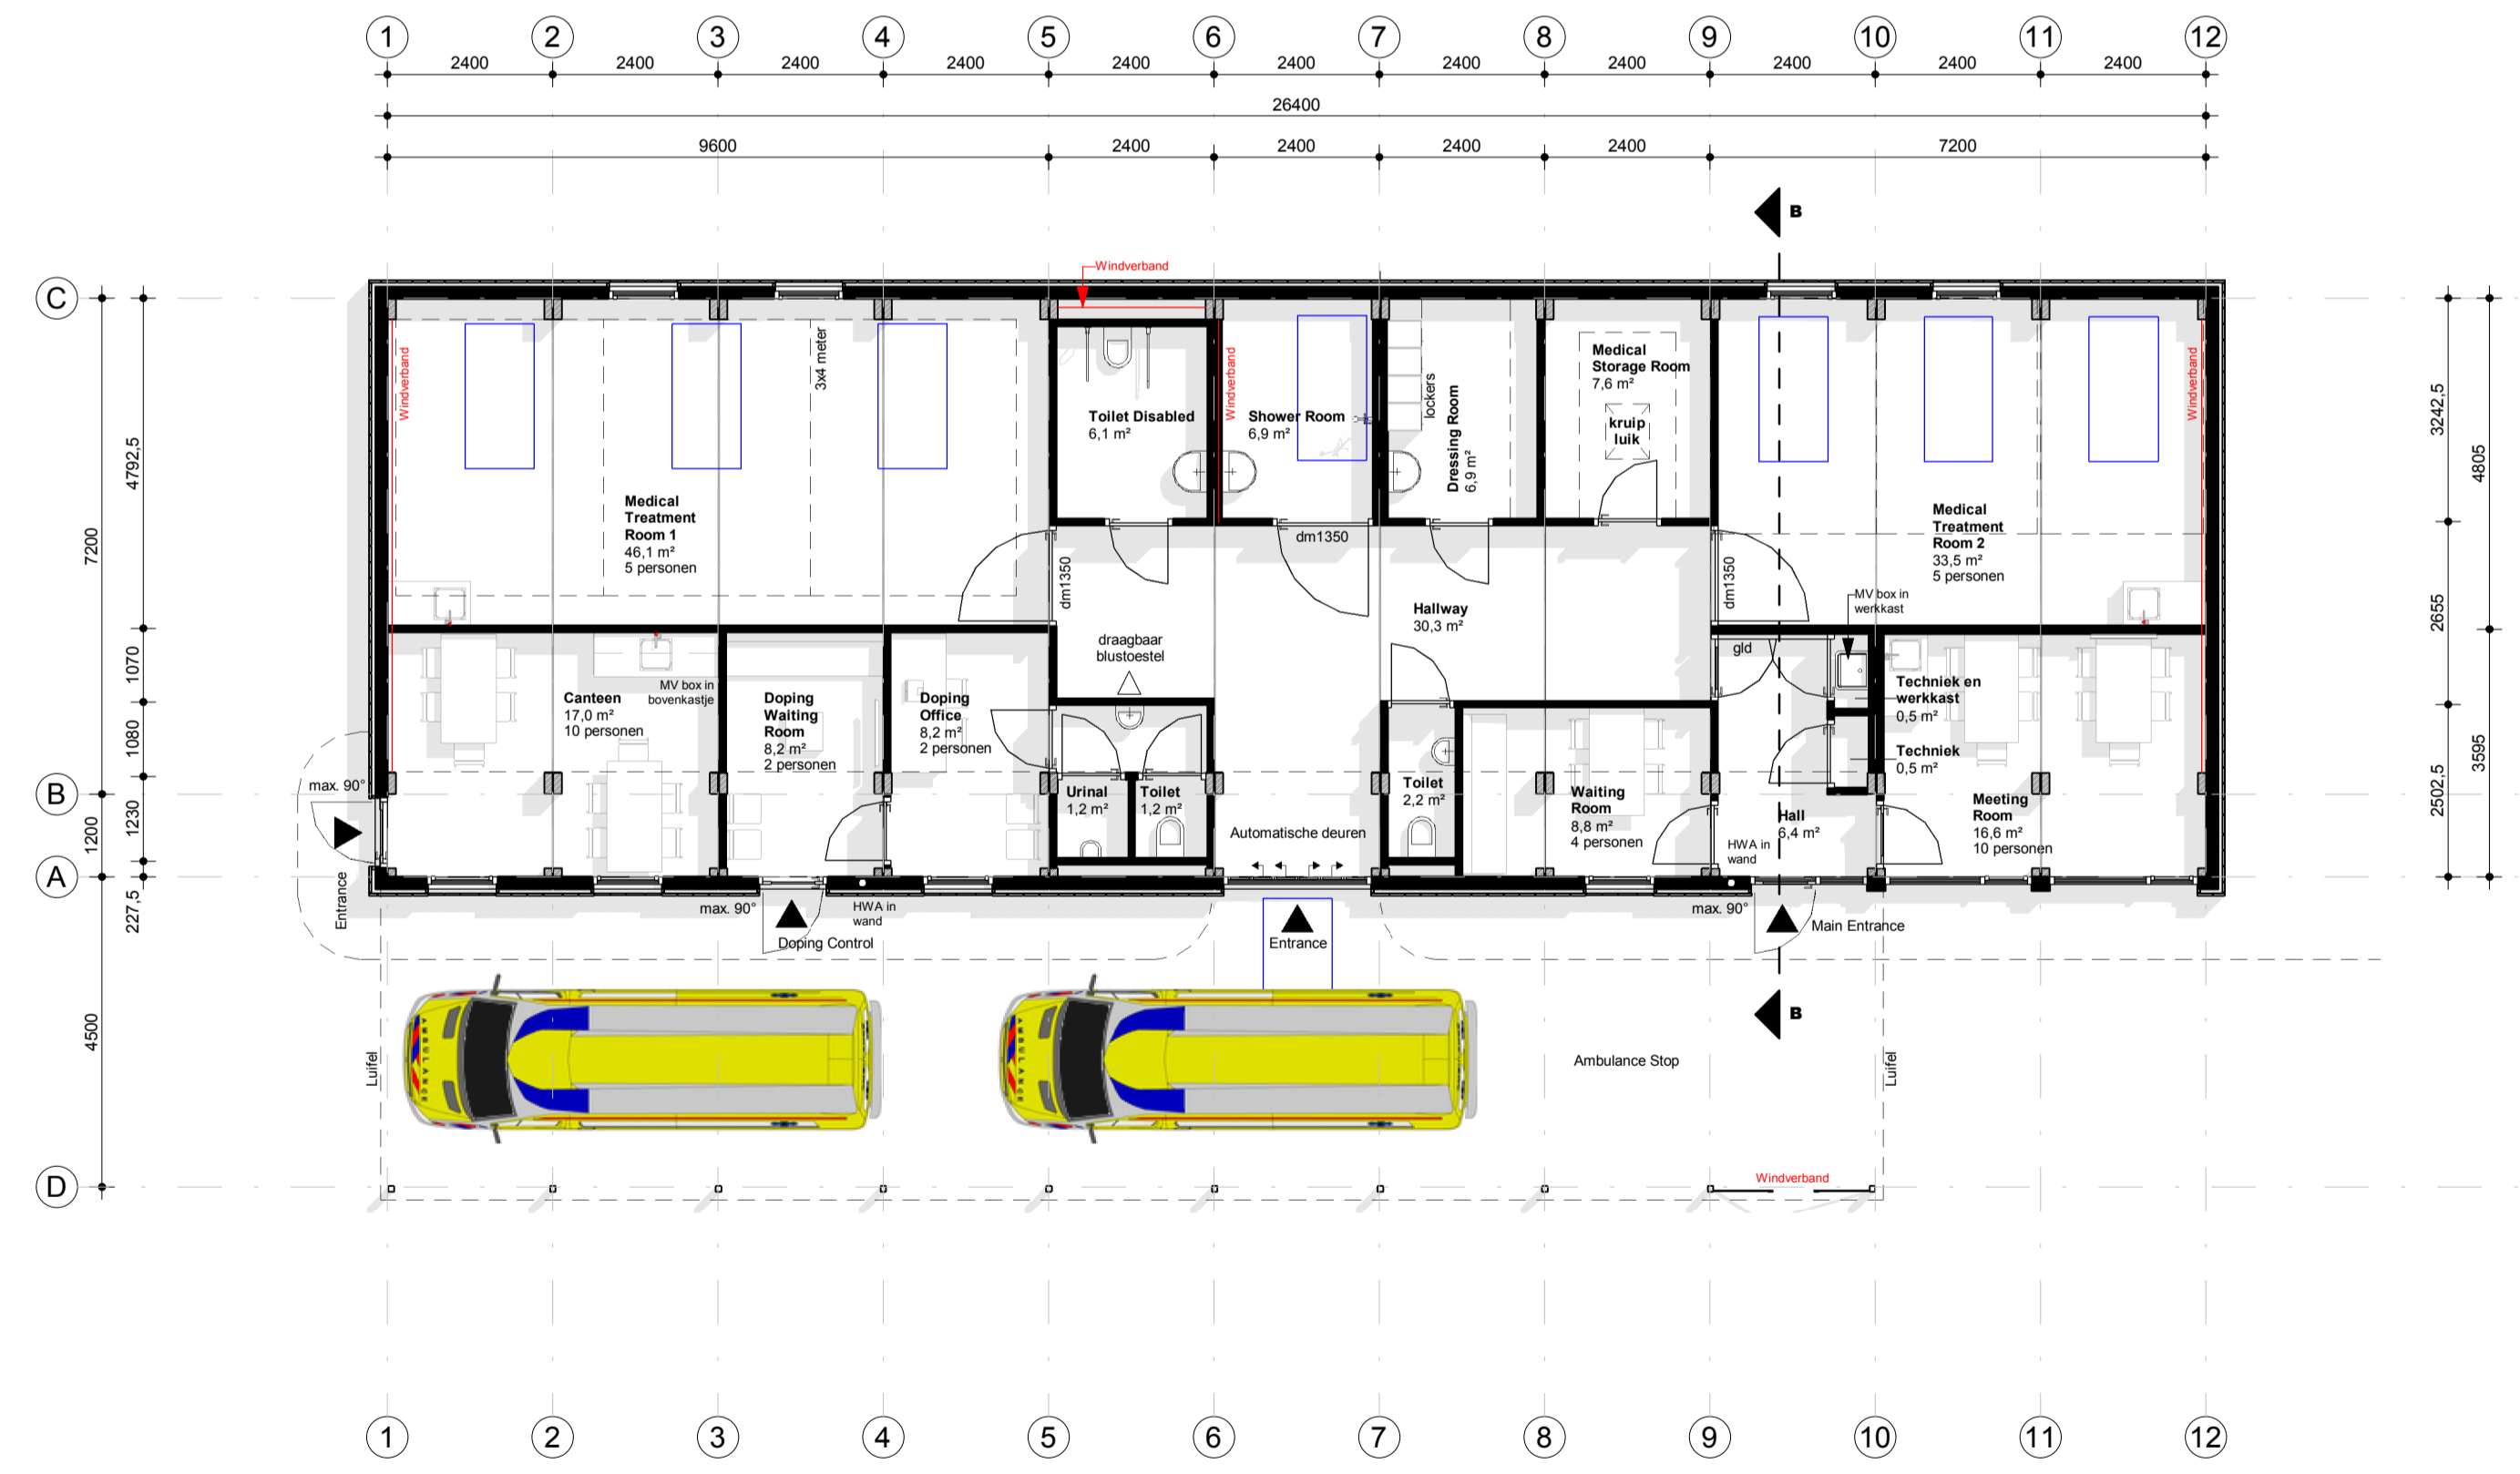 1 2 3 4 5 6 7 8 9 10 11 12
2400 2400 2400 2400 2400 2400 2400 2400 2400 2400 2400
26400
9600 2400 2400 2400 2400 7200
B
Windverband
C
Windverband
3x4 meter
Windverband
lockers
Windverband
Toilet Disabled
6,1 m²
Shower Room
6,9 m²
Dressing Room
6,9 m²
Medical
Storage Room
7,6 m²
kruip
luik
Medical
Treatment
Room 1
46,1 m²
5 personen
Medical
Treatment
Room 2
33,5 m²
5 personen
dm1350
dm1350
dm1350
Hallway
30,3 m²
MV box in
werkkast
gld
draagbaar
blustoestel
Canteen
17,0 m²
10 personen
MV box in
bovenkastje
Doping
Waiting
Room
8,2 m²
2 personen
Doping
Office
8,2 m²
2 personen
Techniek en
werkkast
0,5 m²
Techniek
0,5 m²
Urinal
1,2 m²
Toilet
1,2 m²
Toilet
2,2 m²
Waiting
Room
8,8 m²
4 personen
Hall
6,4 m²
Meeting
Room
16,6 m²
10 personen
Automatische deuren
HWA in
wand
max. 90°
B
A
Entrance
max. 90°
HWA in
wand
Doping Control
Entrance
max. 90°
Main Entrance
B
AMBULANCE
AMBULANCE
Ambulance Stop
Luifel
Luifel
Windverband
D
7200
1200
4500
4792,5
1070
1080
1230
227,5
3242,5
2655
2502,5
4805
3595
1 2 3 4 5 6 7 8 9 10 11 12